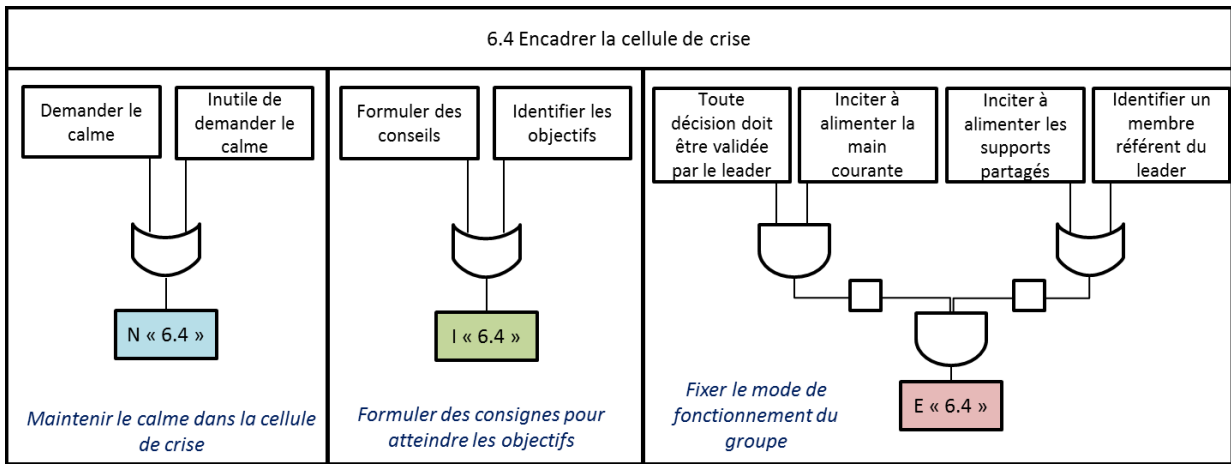 6.4 Encadrer la cellule de crise
Demander le
calme
Inutile de
demander le
calme
N « 6.4 »
Maintenir le calme dans la cellule
de crise
Formuler des
conseils
Identifier les
objectifs
I « 6.4 »
Formuler des consignes pour
atteindre les objectifs
Toute
décision doit
être validée
par le leader
Inciter à
alimenter la
main
courante
Inciter à
alimenter les
supports
partagés
Identifier un
membre
référent du
leader
E « 6.4 »
Fixer le mode de
fonctionnement du
groupe